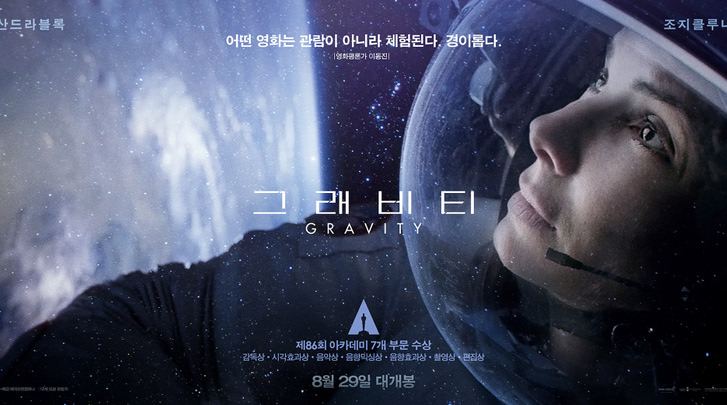 산드라블록
조지클루니
어떤 영화는 관람이 아니라 체험된다. 경이롭다.
|영화평론가 이동진|
그래비티
GRAVITY
제86회 아카데미 7개 부문 수상
감독상 • 시각효과상 • 음악상 • 음향믹싱상 • 음향효과상 • 촬영상 • 편집상
8월 29일 대개봉